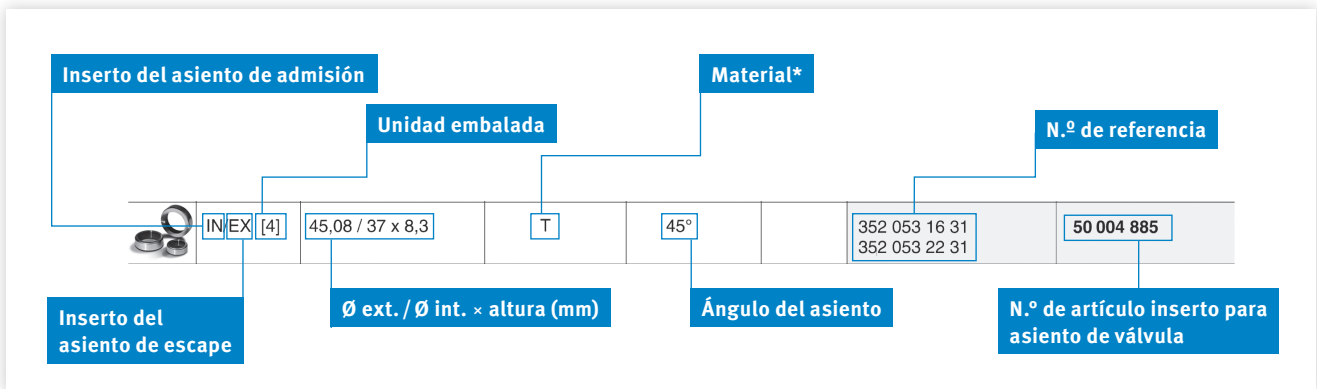 Inserto del asiento de admisión
Material*
Unidad embalada
N.º de referencia
IN/EX [4] 45,08 / 37 x 8,3 T 45° 352 053 16 31 50 004 885
352 053 22 31
Inserto del
asiento de escape
Ø ext. / Ø int. × altura (mm)
Ángulo del asiento
N.º de artículo inserto para
asiento de válvula